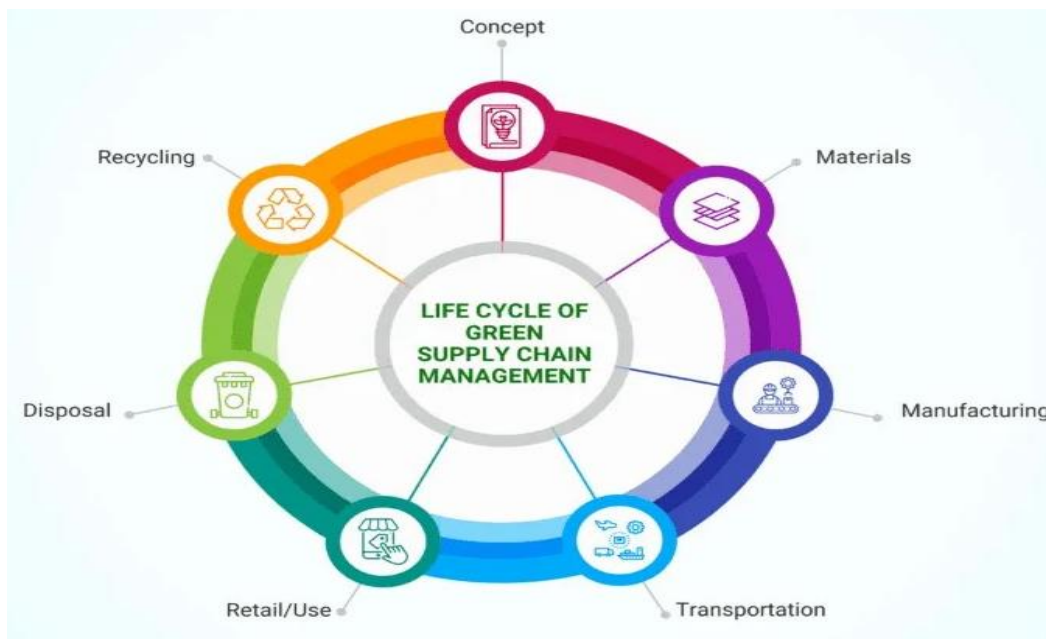 Concept
Materials
Manufacturing
Transportation
Retail/Use
Disposal
Recycling
LIFE CYCLE OF
GREEN
SUPPLY CHAIN
MANAGEMENT